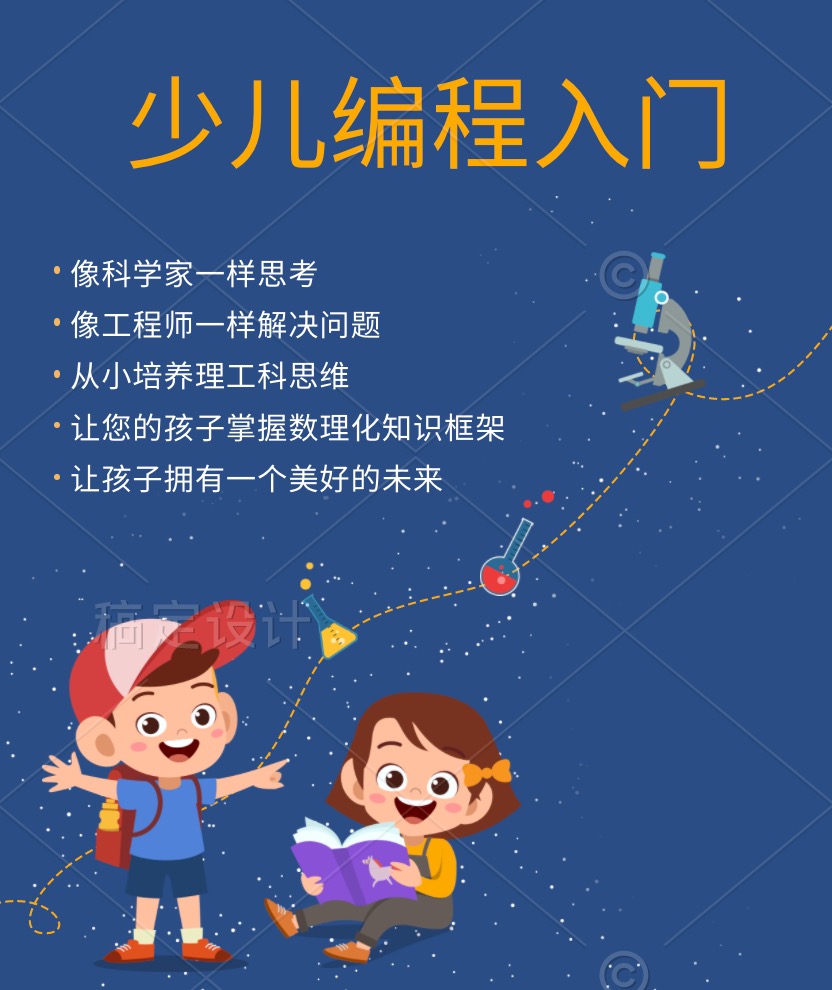 少儿编程入门
• 像科学家一样思考
• 像工程师一样解决问题
• 从小培养理工科思维
• 让您的孩子掌握数理化知识框架
• 让孩子拥有一个美好的未来
稿定设计